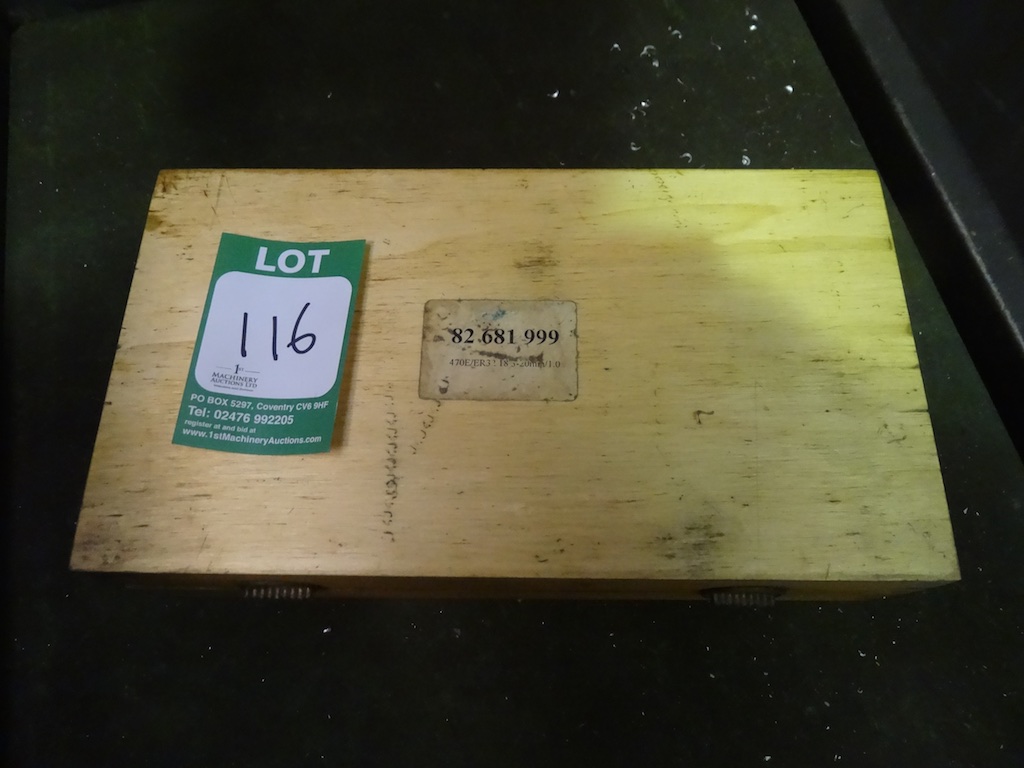 LOT
116
1st
MACHINERY
AUCTIONS LTD
PO BOX 5297, Coventry CV6 9HF
Tel: 02476 992205
register at and bid at
www.1stMachineryAuctions.com
82 681 999